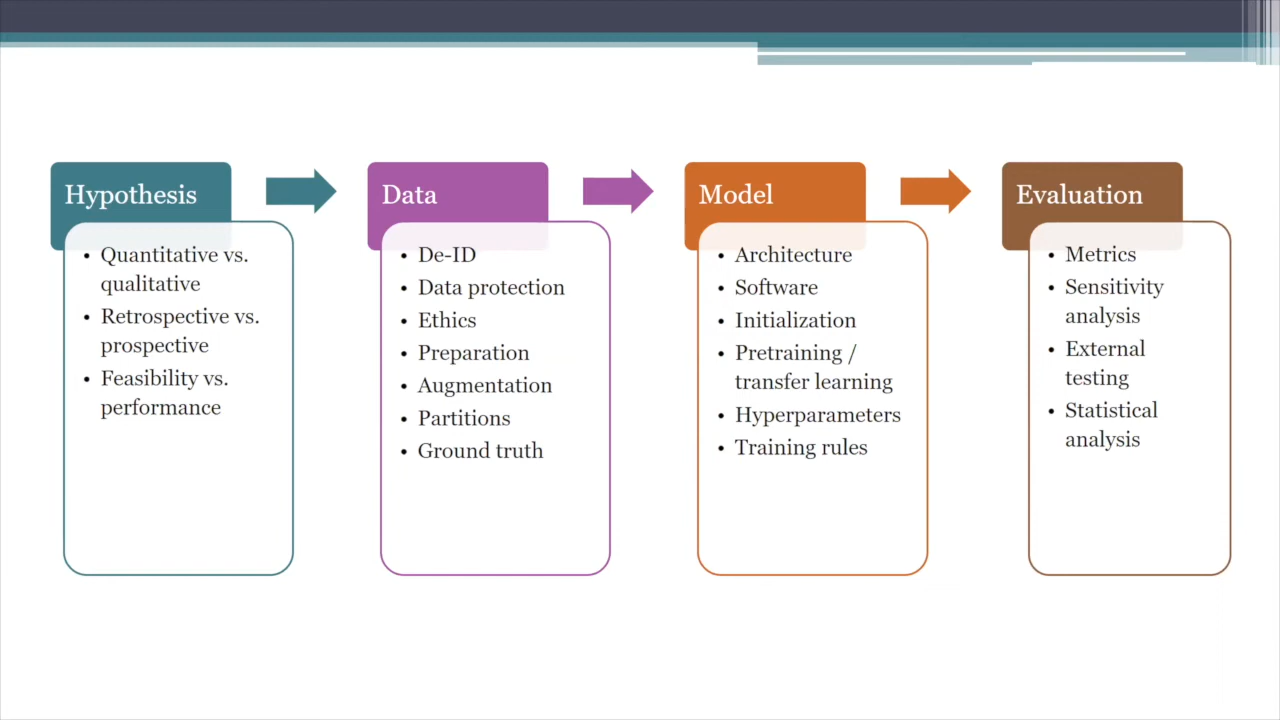 Hypothesis
• Quantitative vs.
qualitative
• Retrospective vs.
prospective
• Feasibility vs.
performance
Data
• De-ID
• Data protection
• Ethics
• Preparation
• Augmentation
• Partitions
• Ground truth
Model
• Architecture
• Software
• Initialization
• Pretraining /
transfer learning
• Hyperparameters
• Training rules
Evaluation
• Metrics
• Sensitivity
analysis
• External
testing
• Statistical
analysis